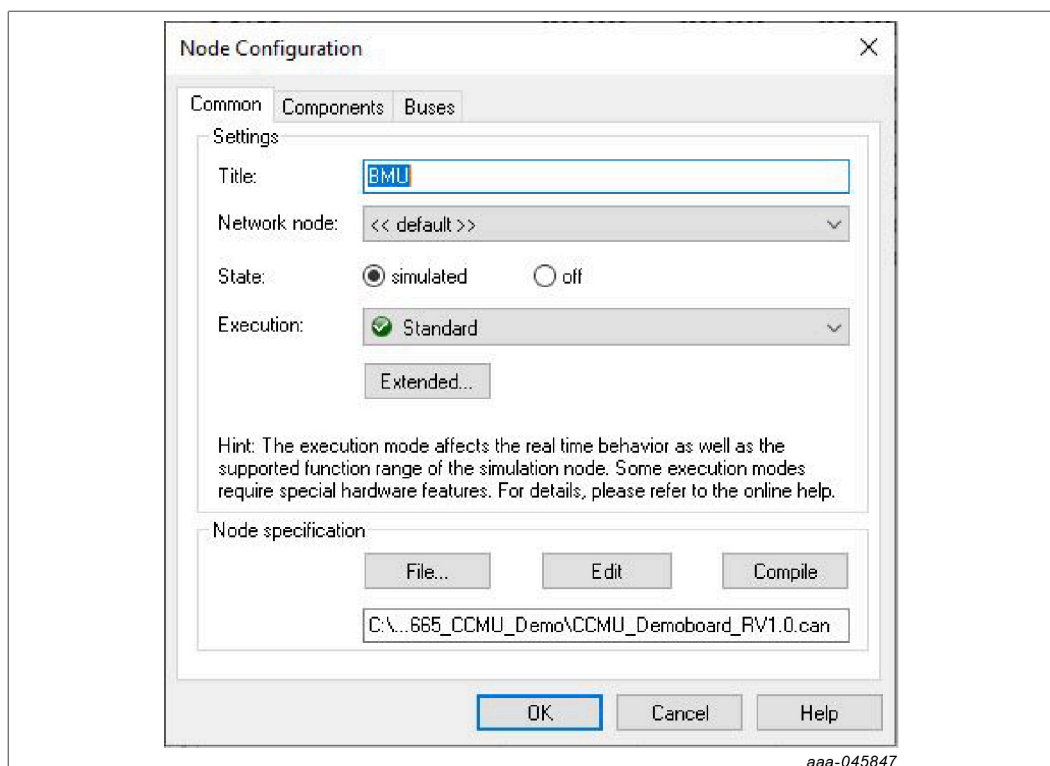 Node Configuration
Common Components Buses
Settings
Title: BMU
Network node: << default >>
State: simulated off
Execution: Standard
Extended...
Hint: The execution mode affects the real time behavior as well as the
supported function range of the simulation node. Some execution modes
require special hardware features. For details, please refer to the online help.
Node specification
File... Edit Compile
C:\...665_CCMU_Demo\CCMU_Demoboard_RV1.0.can
OK Cancel Help
aaa-045847